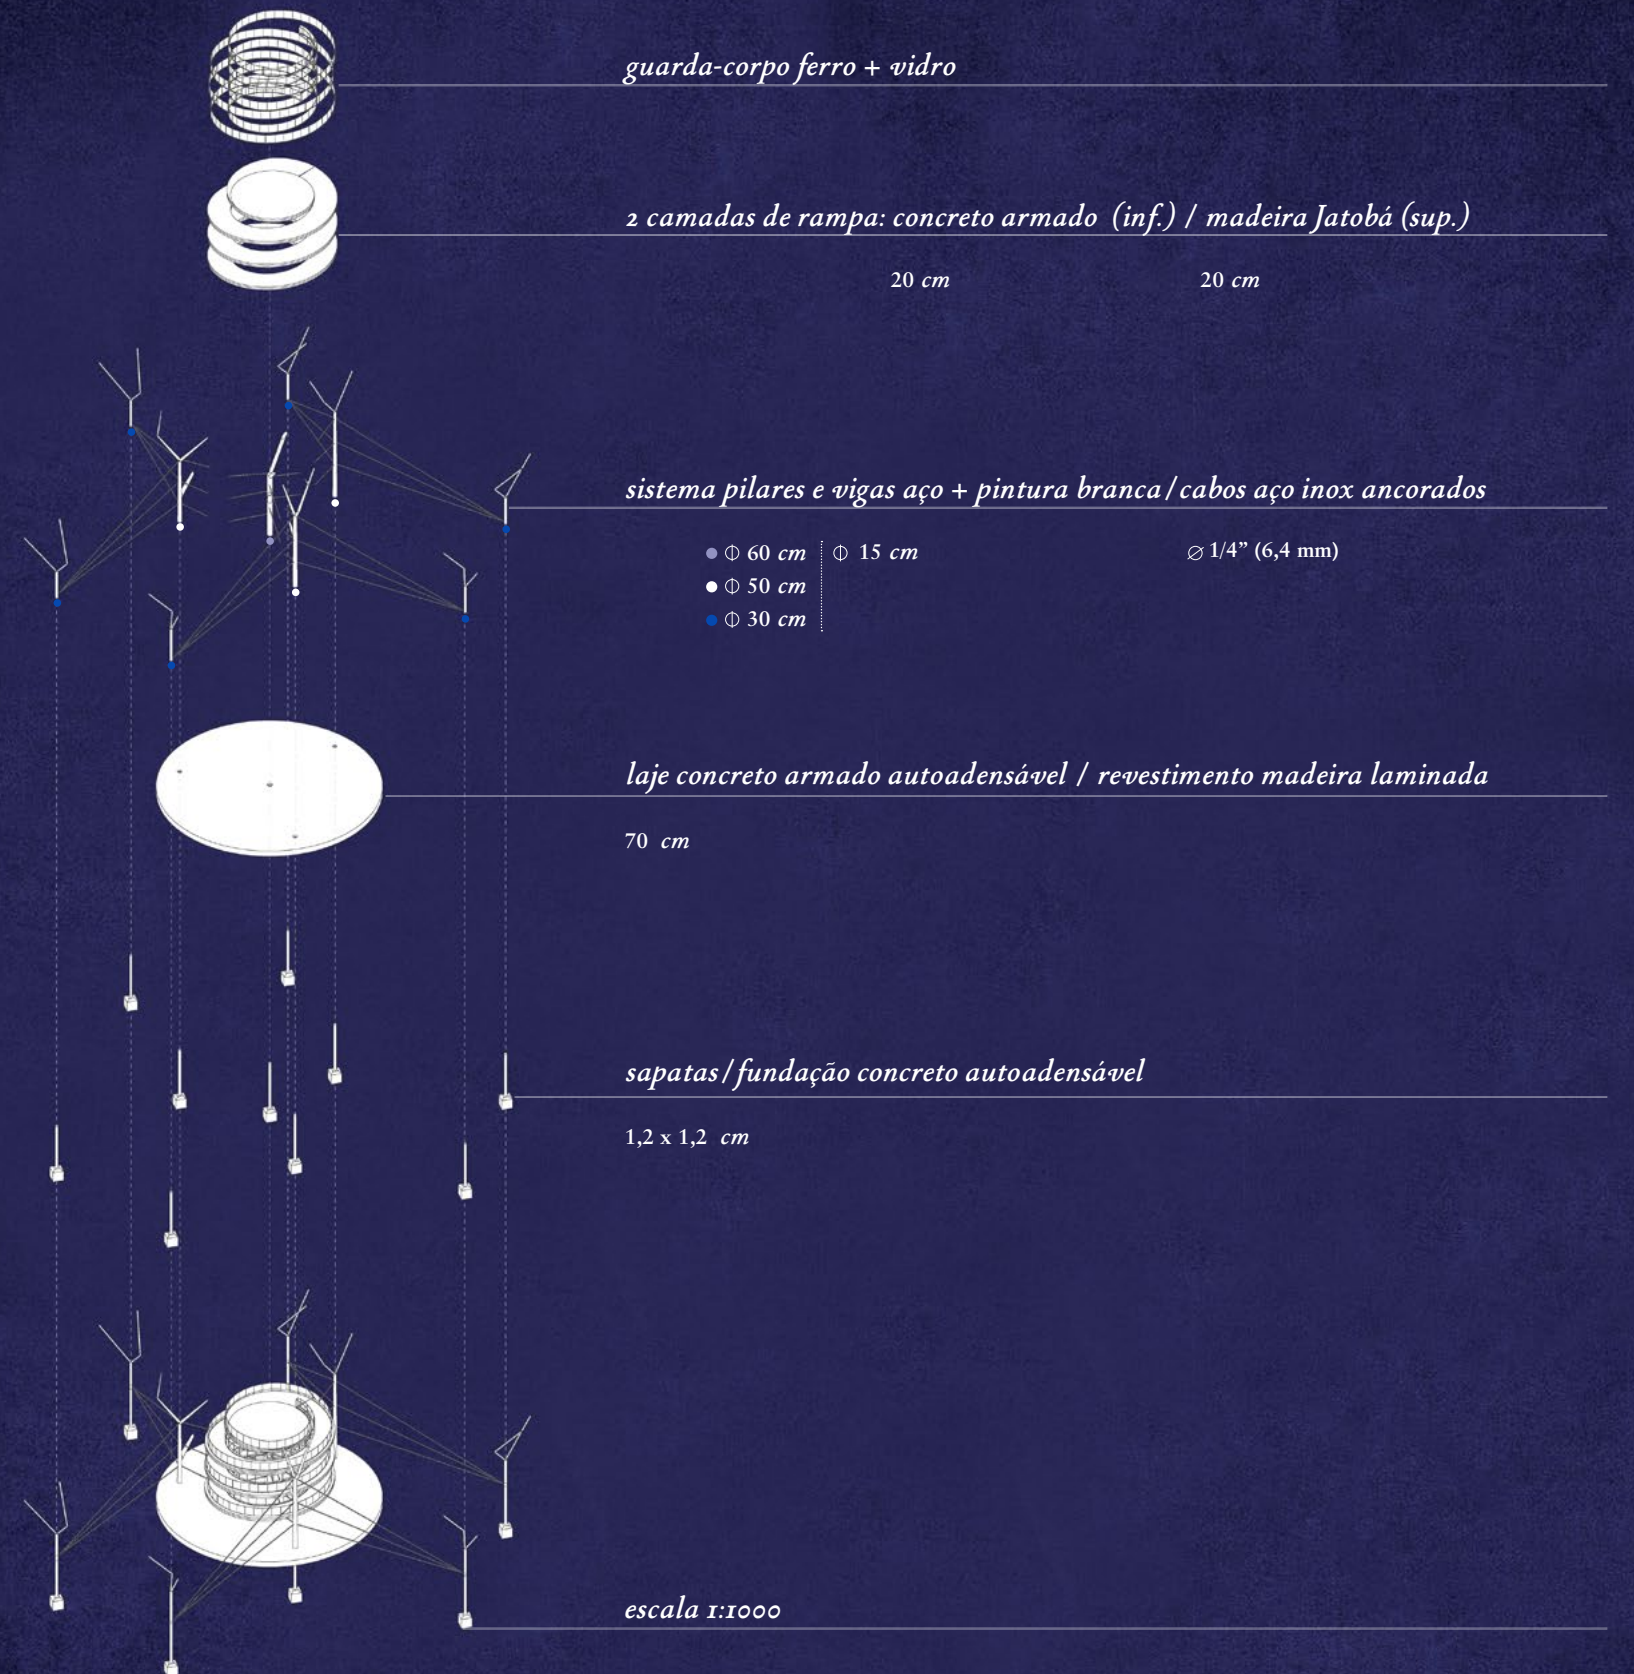 guarda-corpo ferro + vidro
2 camadas de rampa: concreto armado (inf.) / madeira Jatobá (sup.)
20 cm 20 cm
sistema pilares e vigas aço + pintura branca/cabos aço inox ancorados
⌀ 60 cm ⌀ 15 cm ⌀ 1/4” (6,4 mm)
⌀ 50 cm
⌀ 30 cm
laje concreto armado autoadensável / revestimento madeira laminada
70 cm
sapatas/fundação concreto autoadensável
1,2 x 1,2 cm
escala 1:1000